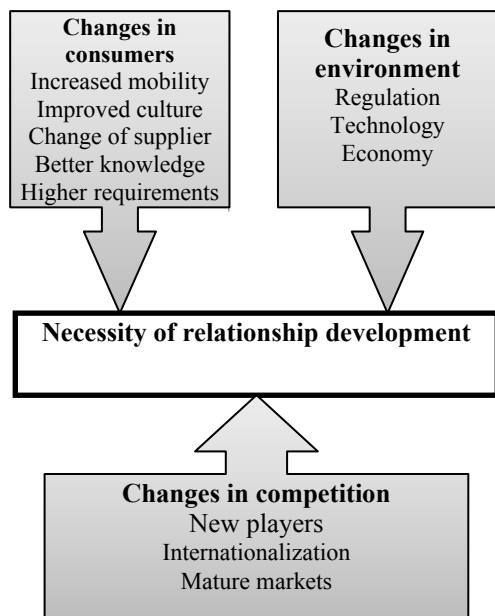 Changes in
consumers
Increased mobility
Improved culture
Change of supplier
Better knowledge
Higher requirements
Changes in
environment
Regulation
Technology
Economy
Necessity of relationship development
Changes in competition
New players
Internationalization
Mature markets